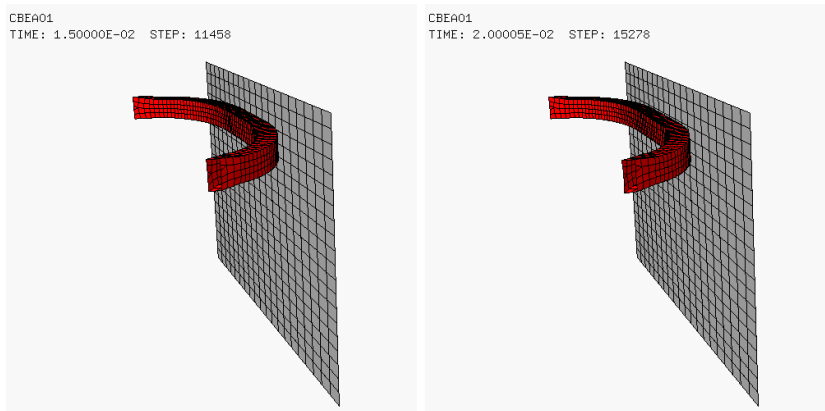 CBEA01
TIME: 1.50000E-02 STEP: 11458
CBEA01
TIME: 2.00005E-02 STEP: 15278